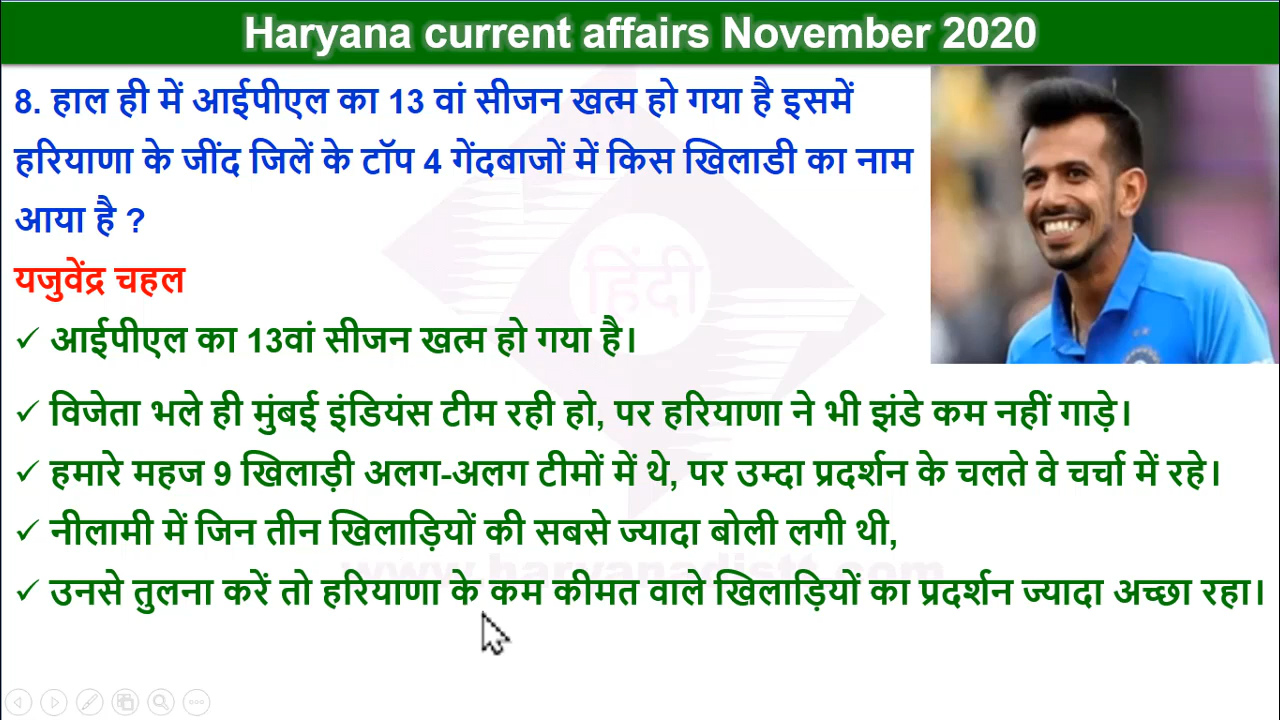 Haryana current affairs November 2020
8. हाल ही में आईपीएल का 13 वां सीजन खत्म हो गया है इसमें
हरियाणा के जींद जिलें के टॉप 4 गेंदबाजों में किस खिलाडी का नाम
आया है ?
यजुवेंद्र चहल
✓ आईपीएल का 13वां सीजन खत्म हो गया है।
✓ विजेता भले ही मुंबई इंडियंस टीम रही हो, पर हरियाणा ने भी झंडे कम नहीं गाड़े।
✓ हमारे महज 9 खिलाड़ी अलग-अलग टीमों में थे, पर उम्दा प्रदर्शन के चलते वे चर्चा में रहे।
✓ नीलामी में जिन तीन खिलाड़ियों की सबसे ज्यादा बोली लगी थी,
✓ उनसे तुलना करें तो हरियाणा के कम कीमत वाले खिलाड़ियों का प्रदर्शन ज्यादा अच्छा रहा।
हिंदी